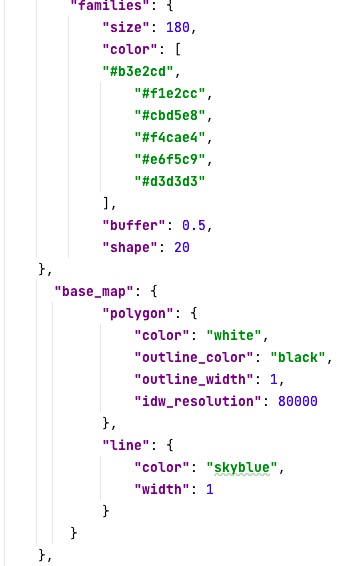 "families": {
"size": 180,
"color": [
"#b3e2cd",
"#f1e2cc",
"#cbd5e8",
"#f4cae4",
"#e6f5c9",
"#d3d3d3"
],
"buffer": 0.5,
"shape": 20
},
"base_map": {
"polygon": {
"color": "white",
"outline_color": "black",
"outline_width": 1,
"idw_resolution": 80000
},
"line": {
"color": "skyblue",
"width": 1
}
}
},